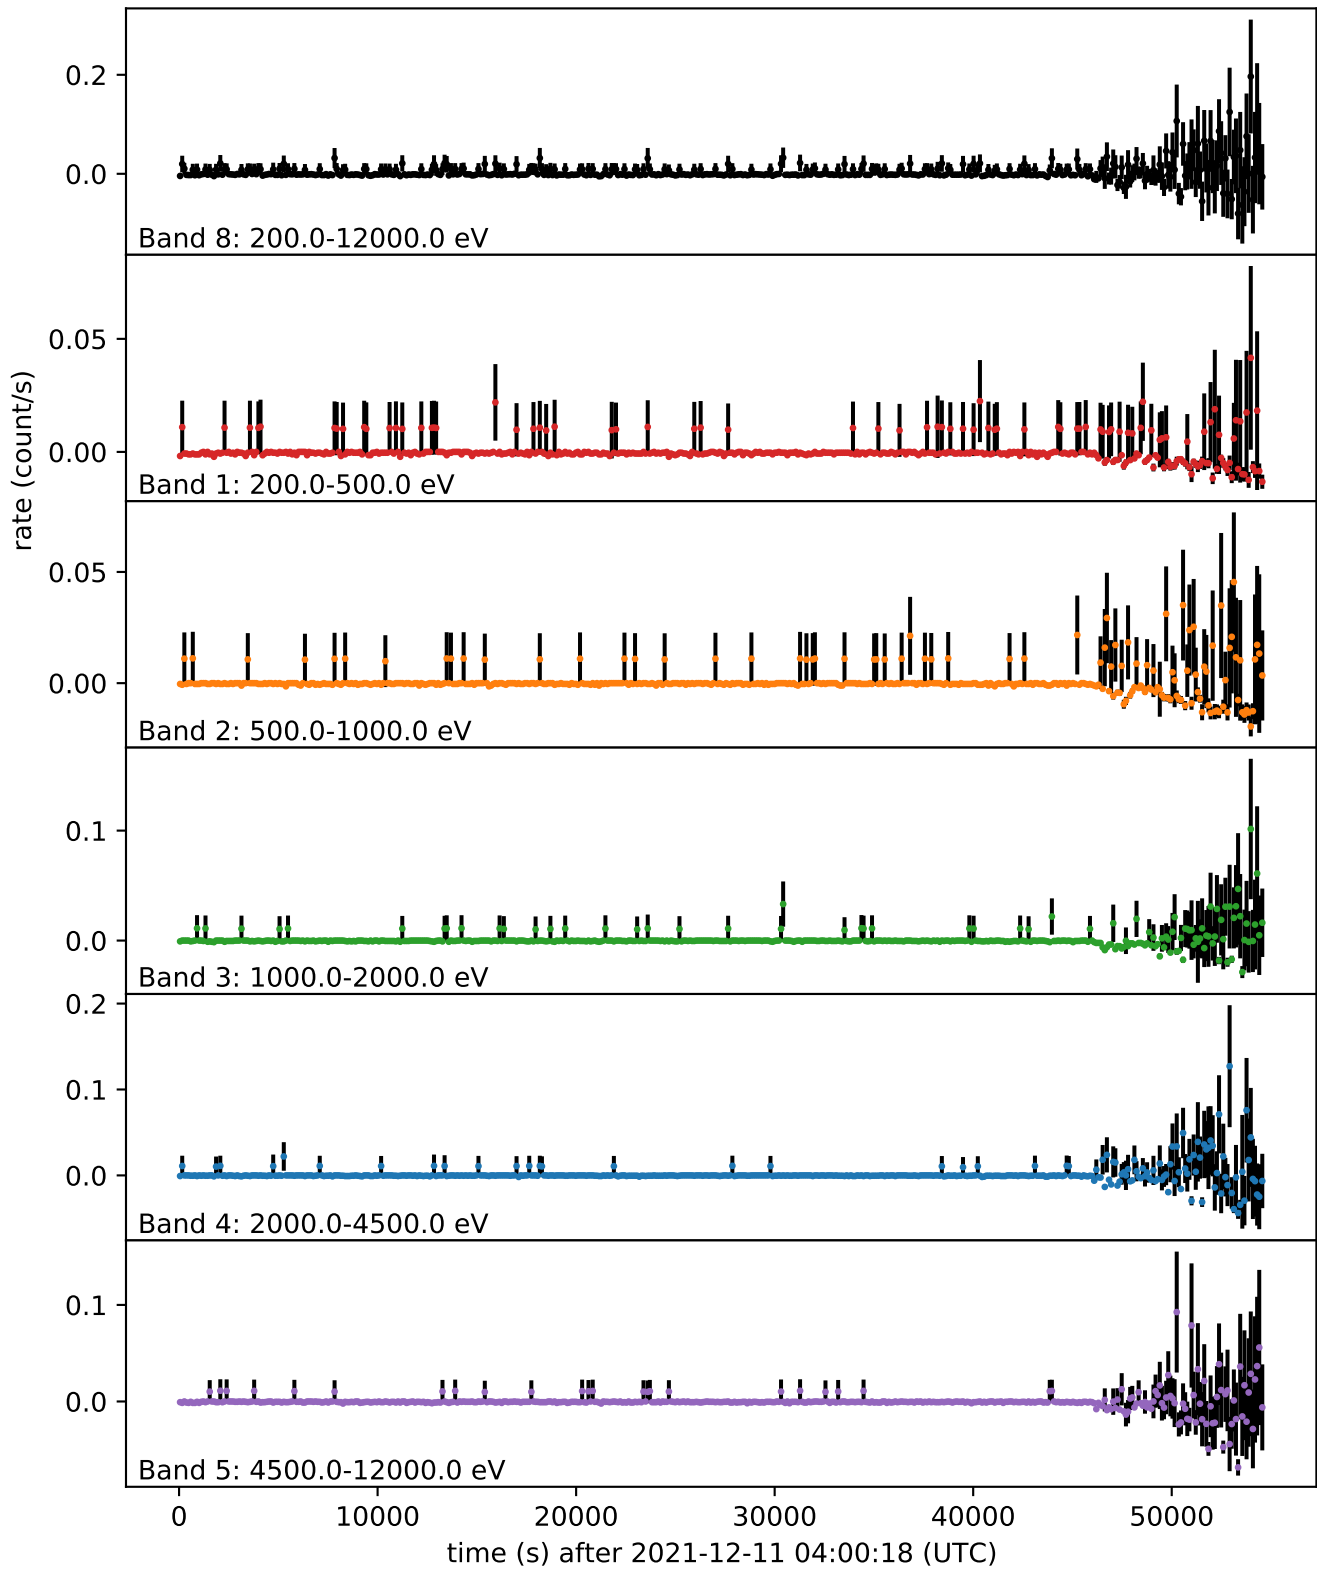 rate (count/s)
0.2
0.0
Band 8: 200.0-12000.0 eV
0.05
0.00
Band 1: 200.0-500.0 eV
0.05
0.00
Band 2: 500.0-1000.0 eV
0.1
0.0
Band 3: 1000.0-2000.0 eV
0.2
0.1
0.0
Band 4: 2000.0-4500.0 eV
0.1
0.0
Band 5: 4500.0-12000.0 eV
0 10000 20000 30000 40000 50000
time (s) after 2021-12-11 04:00:18 (UTC)